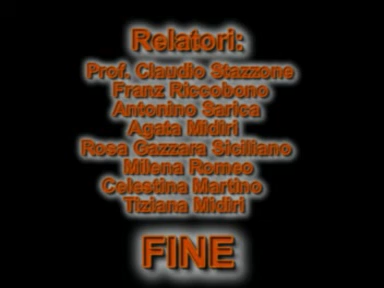 Relatori:
Prof. Claudio Stazzone
Franz Riccobono
Antonino Sarica
Agata Midiri
Rosa Gazzara Siciliano
Milena Romeo
Celestina Martino
Tiziana Midiri
FINE